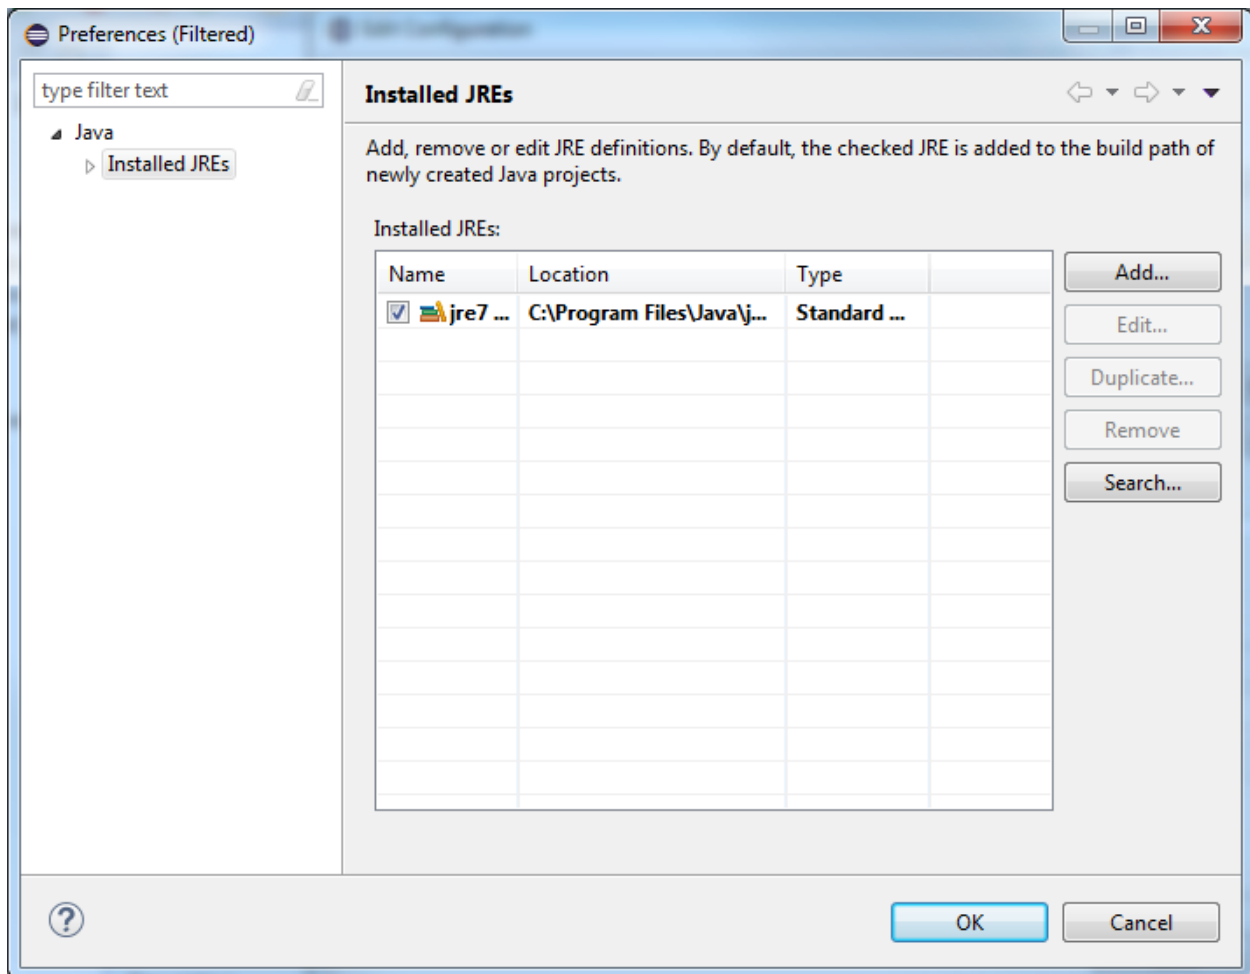 Preferences (Filtered)
Edit Configuration
type filter text
Java
Installed JREs
Installed JREs
Add, remove or edit JRE definitions. By default, the checked JRE is added to the build path of
newly created Java projects.
Installed JREs:
Name Location Type
jre7 ... C:\Program Files\Java\j... Standard ...
Add...
Edit...
Duplicate...
Remove
Search...
OK Cancel